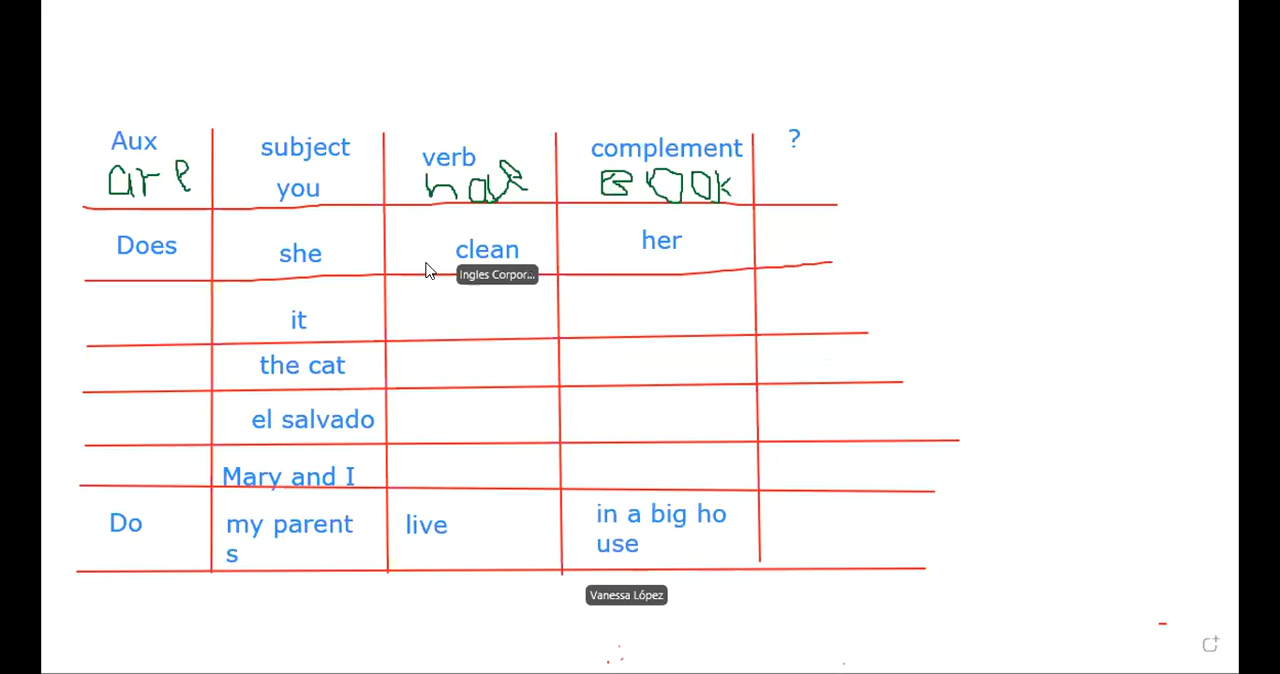 Aux subject verb complement ?
are you hav BOOK
Does she clean her
Ingles Corpor...
it
the cat
el salvado
Mary and I
Do my parent live in a big ho
s use
Vanessa López